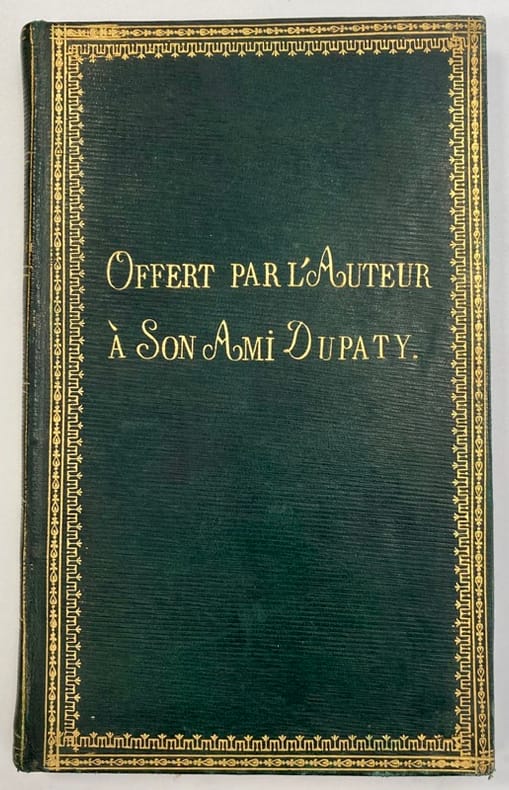 Offert par l'Auteur
à Son Ami Dupaty.